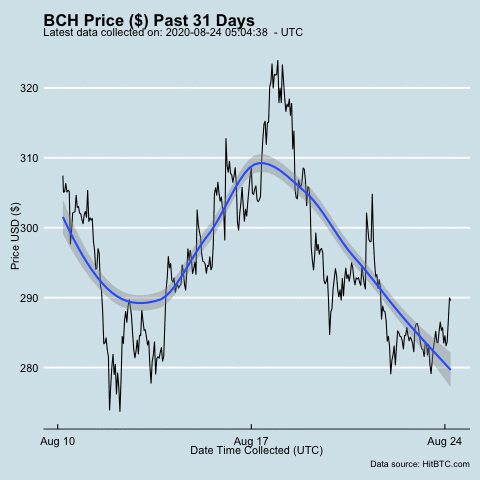 BCH Price ($) Past 31 Days
Latest data collected on: 2020-08-24 05:04:38 - UTC
320
310
300
290
280
Price USD ($)
Aug 10
Aug 17
Aug 24
Date Time Collected (UTC)
Data source: HitBTC.com